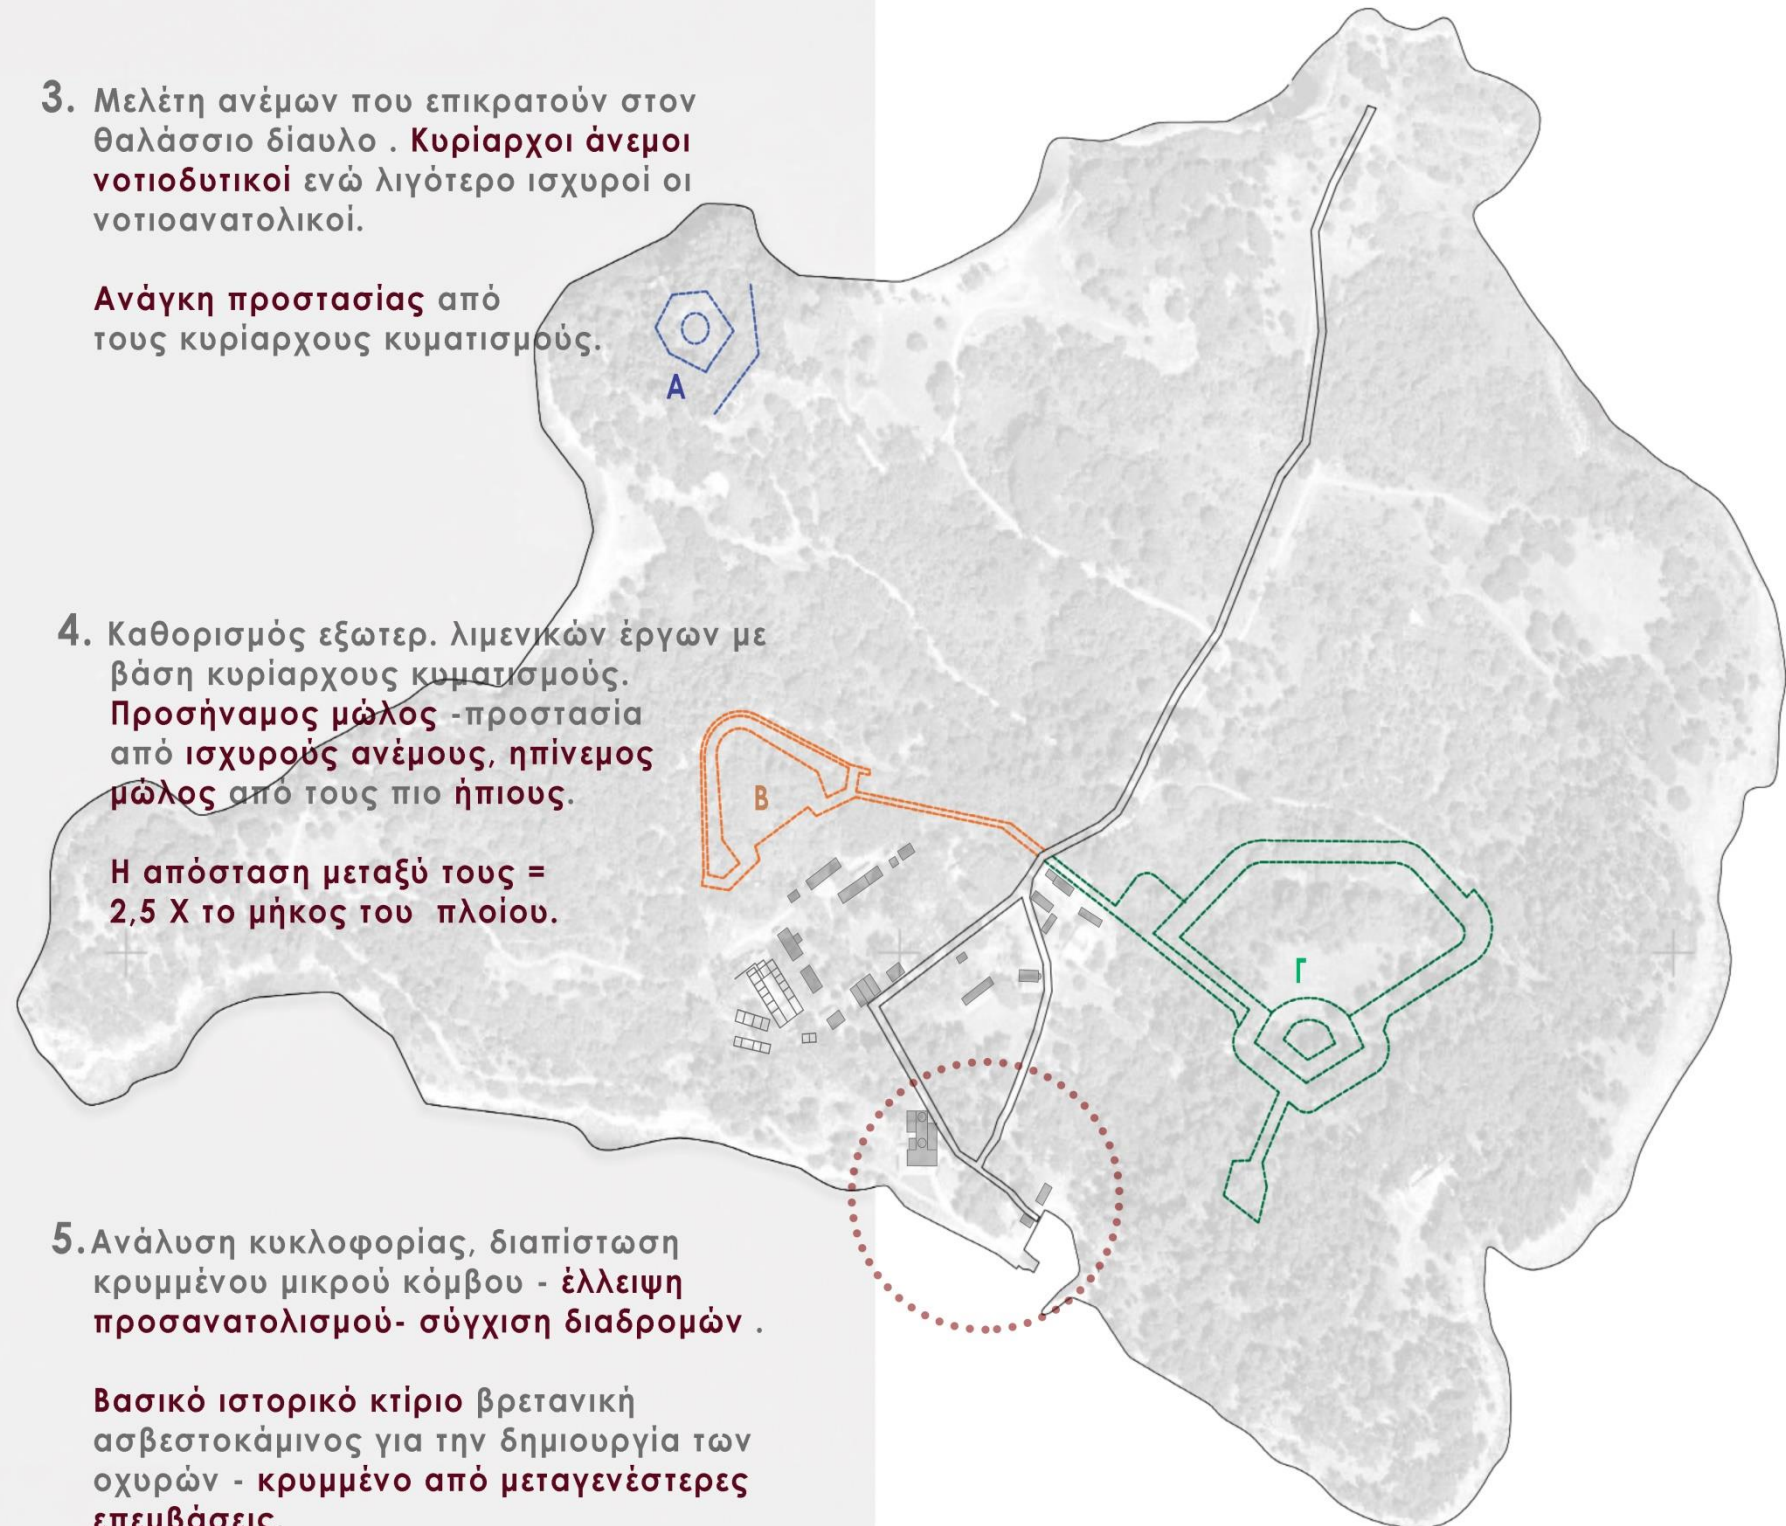 3. Μελέτη ανέμων που επικρατούν στον
θαλάσσιο δίαυλο . Κυρίαρχοι άνεμοι
νοτιοδυτικοί ενώ λιγότερο ισχυροί οι
νοτιοανατολικοί.
Ανάγκη προστασίας από
τους κυρίαρχους κυματισμούς.
Α
4. Καθορισμός εξωτερ. λιμενικών έργων με
βάση κυρίαρχους κυματισμούς.
Προσήναμος μώλος -προστασία
από ισχυρούς ανέμους, ηπίνεμος
μώλος από τους πιο ήπιους.
Β
Η απόσταση μεταξύ τους =
2,5 Χ το μήκος του πλοίου.
Γ
5. Ανάλυση κυκλοφορίας, διαπίστωση
κρυμμένου μικρού κόμβου - έλλειψη
προσανατολισμού- σύγχιση διαδρομών .
Βασικό ιστορικό κτίριο βρετανική
ασβεστοκάμινος για την δημιουργία των
οχυρών - κρυμμένο από μεταγενέστερες
επεμβάσεις.